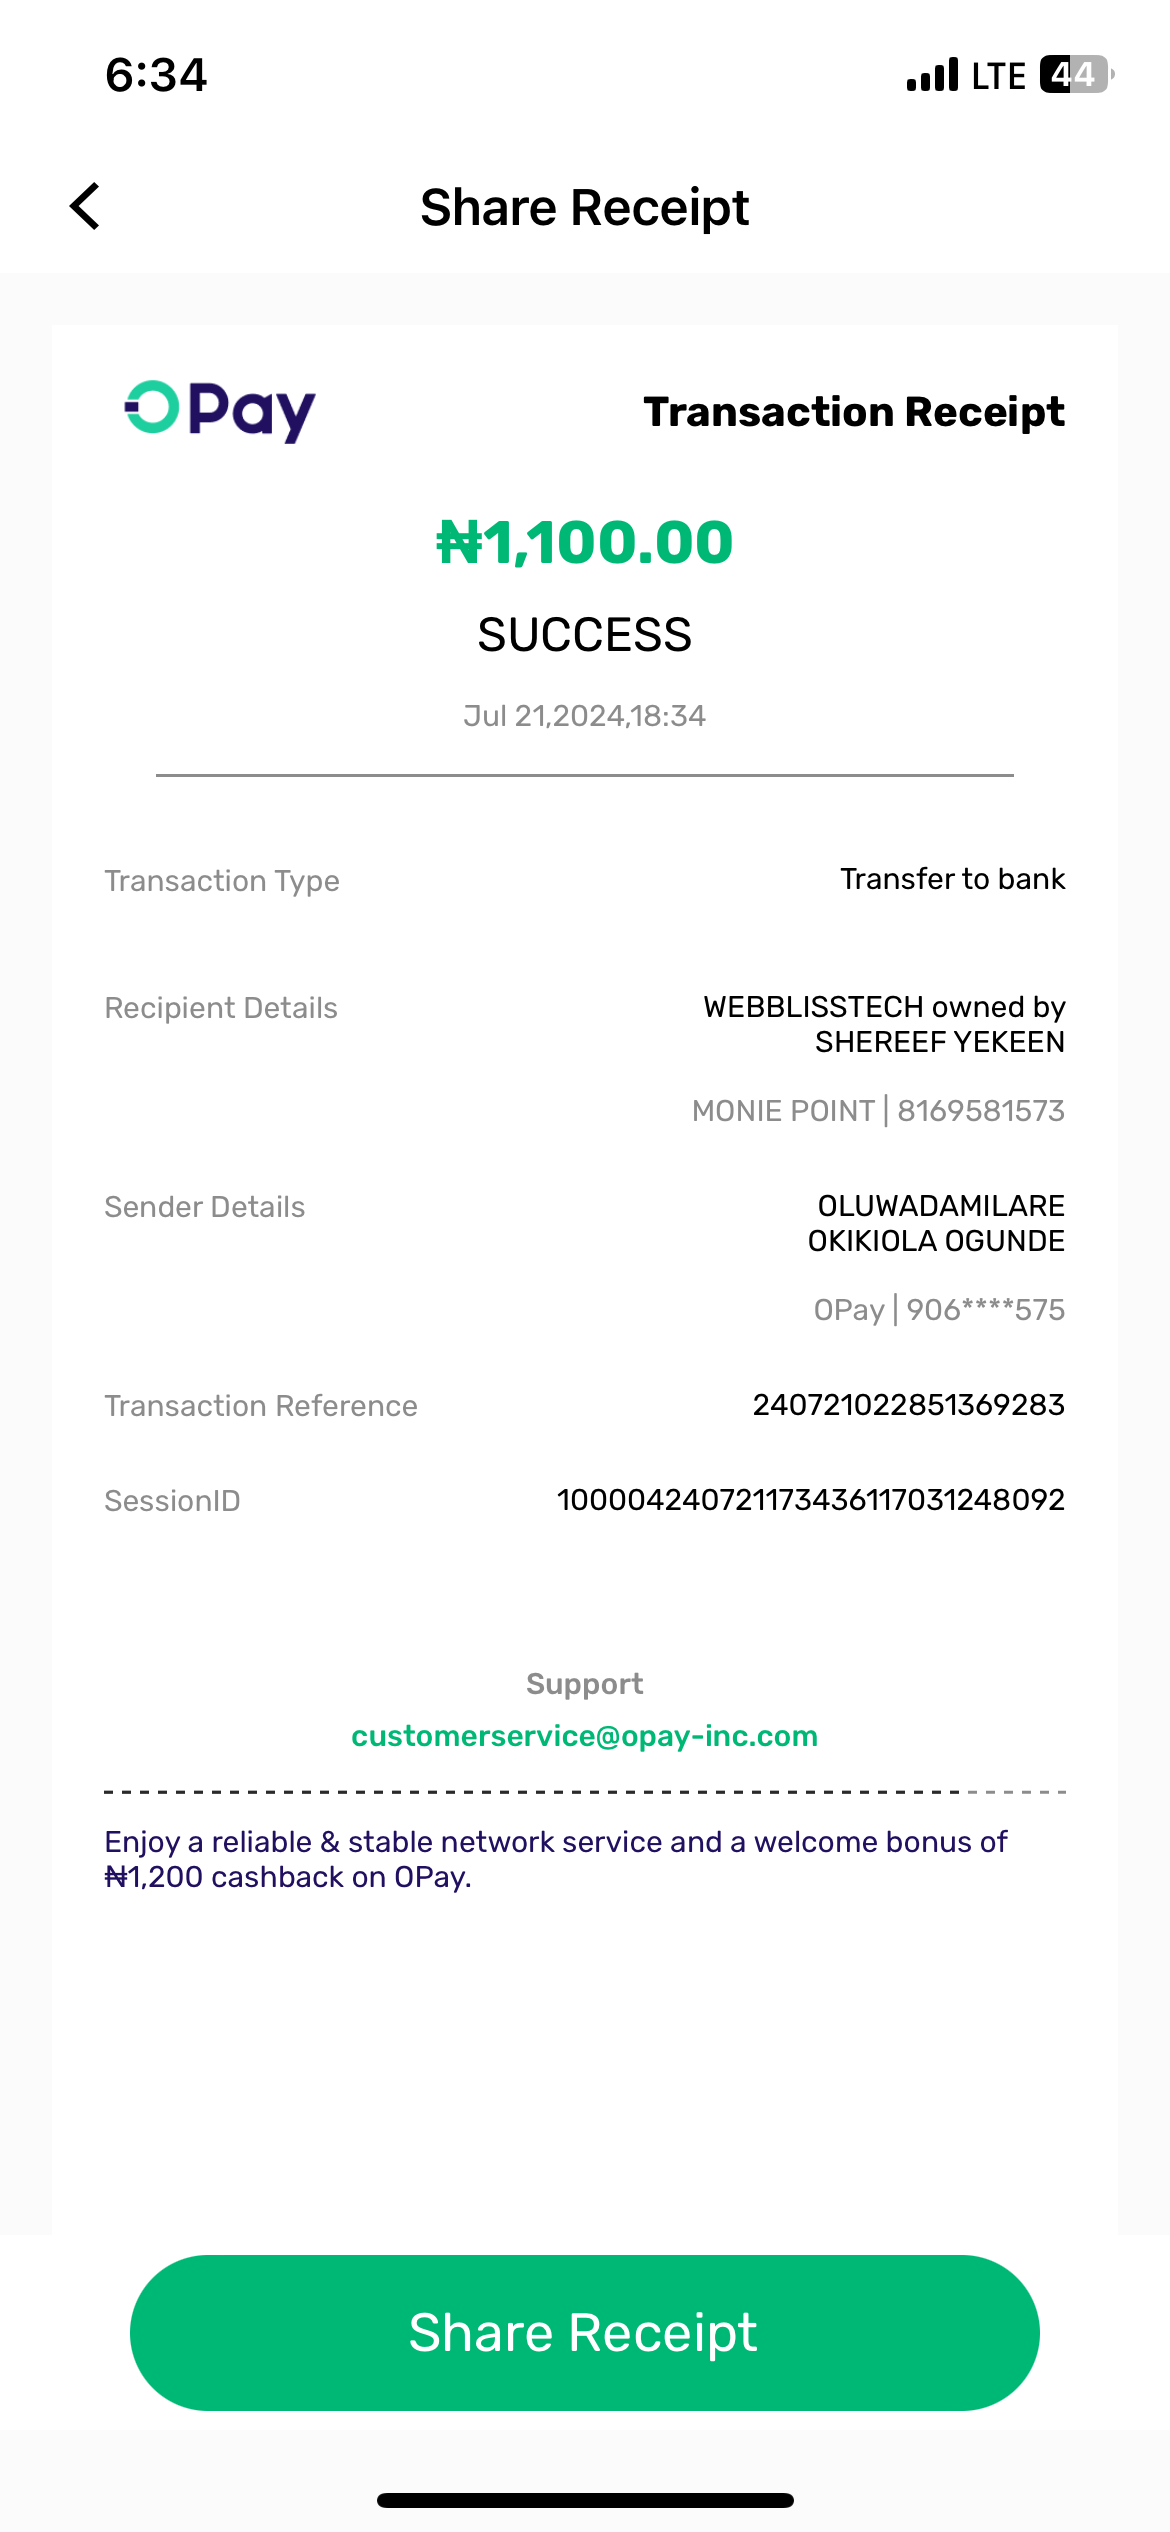 6:34
LTE 44
Share Receipt
OPay
Transaction Receipt
₦1,100.00
SUCCESS
Jul 21,2024,18:34
Transaction Type
Transfer to bank
Recipient Details
WEBBLISSTECH owned by
SHEREEF YEKEEN
MONIE POINT | 8169581573
Sender Details
OLUWADAMILARE
OKIKIOLA OGUNDE
OPay | 906****575
Transaction Reference
240721022851369283
SessionID
100004240721173436117031248092
Support
customerservice@opay-inc.com
Enjoy a reliable & stable network service and a welcome bonus of
₦1,200 cashback on OPay.
Share Receipt